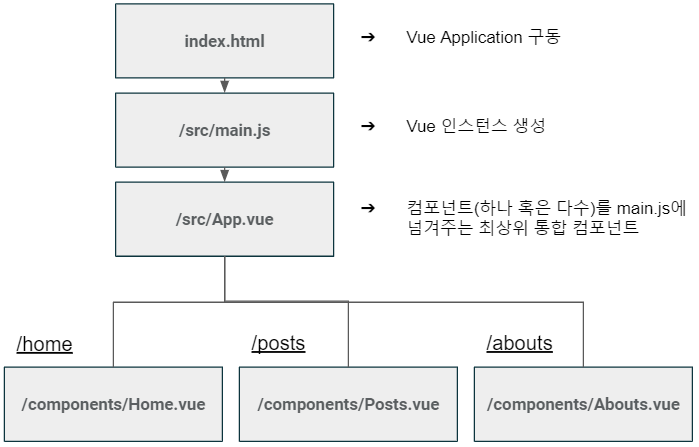 index.html
➔ Vue Application 구동
/src/main.js
➔ Vue 인스턴스 생성
/src/App.vue
➔ 컴포넌트(하나 혹은 다수)를 main.js에
넘겨주는 최상위 통합 컴포넌트
/home
/posts
/abouts
/components/Home.vue
/components/Posts.vue
/components/Abouts.vue